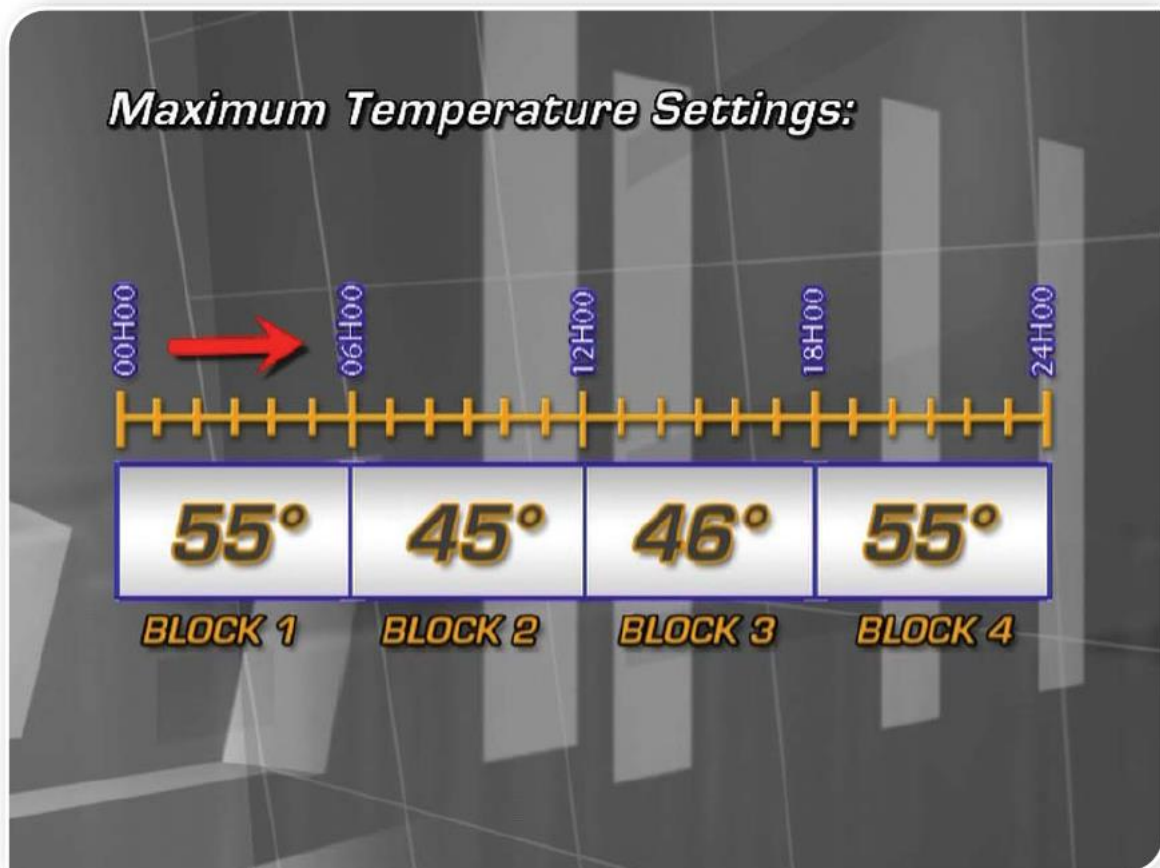 Maximum Temperature Settings:
00H00 06H00 12H00 18H00 24H00
55° 45° 46° 55°
BLOCK 1 BLOCK 2 BLOCK 3 BLOCK 4